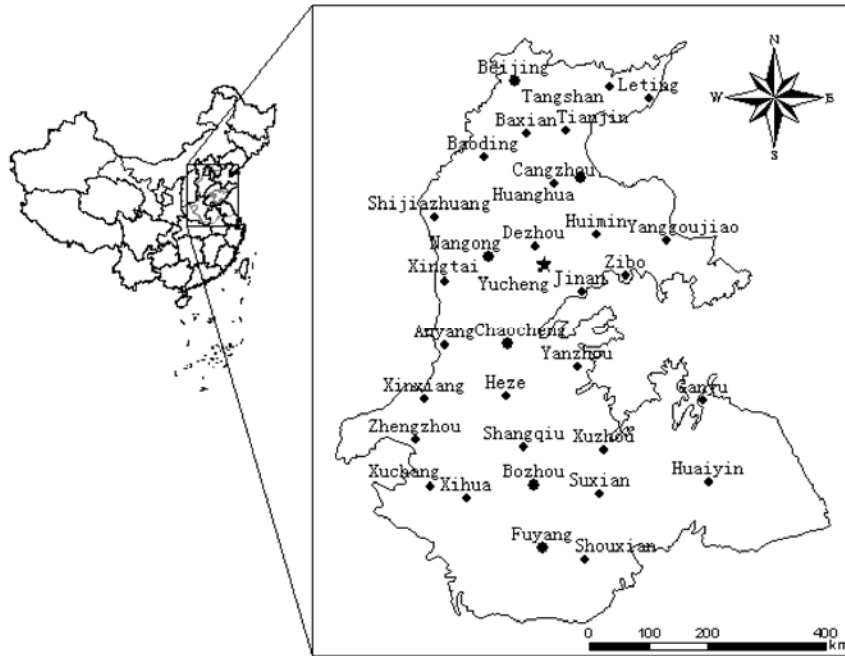 N
Beijing
Leting
Tangshan
W E
Baxian Tianjin
Baoding
S
Cangzhou
Huanghua
Shijiazhuang
Huimin Yangoujiao
Dezhou
Nangong
Zibo
Xingtai Jinan
Yucheng
Anyang Chaocheng
Yanzhou
Xinxiang Heze Ganyu
Zhengzhou
Shangqiu Xuzhou
Xuchang Xihua Bozhou Suxian Huaiyin
Fuyang
Shouxian
0 100 200 400
km